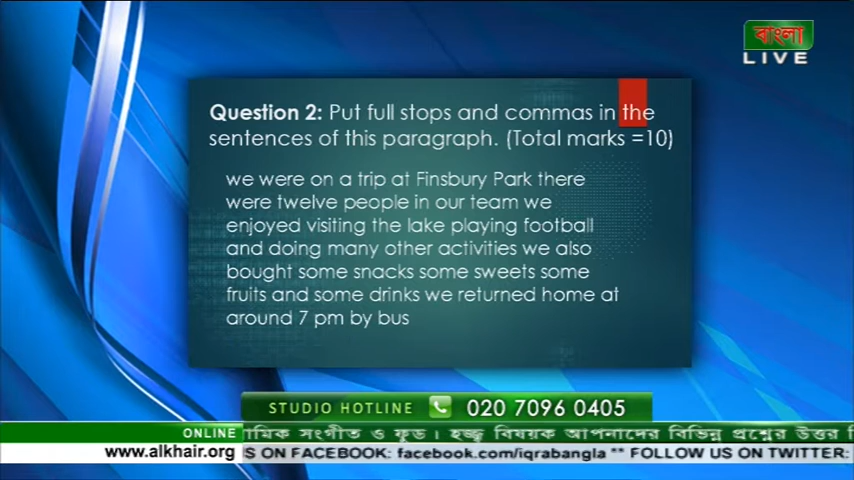 বাংলা
LIVE
Question 2: Put full stops and commas in the
sentences of this paragraph. (Total marks =10)
we were on a trip at Finsbury Park there
were twelve people in our team we
enjoyed visiting the lake playing football
and doing many other activities we also
bought some snacks some sweets some
fruits and some drinks we returned home at
around 7 pm by bus
STUDIO HOTLINE 020 7096 0405
ONLINE ামিক সংগীত ও ফুড। হজ্ব বিষয়ক আপনাদের বিভিন্ন প্রশ্নের উত্তর
www.alkhair.org S ON FACEBOOK: facebook.com/iqrabangla ** FOLLOW US ON TWITTER: